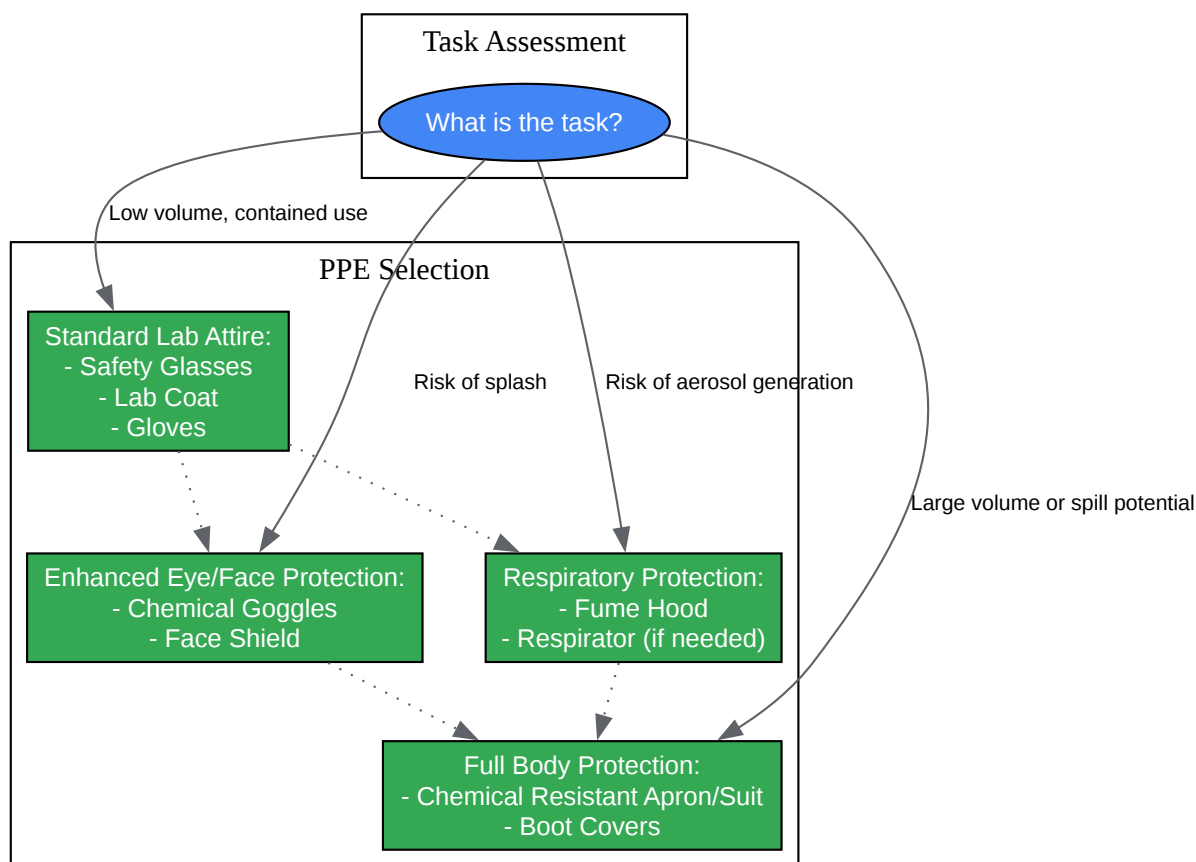 Task Assessment
What is the task?
Low volume, contained use
PPE Selection
Standard Lab Attire:
- Safety Glasses
- Lab Coat
- Gloves
Risk of splash
Risk of aerosol generation
Large volume or spill potential
Enhanced Eye/Face Protection:
- Chemical Goggles
- Face Shield
Respiratory Protection:
- Fume Hood
- Respirator (if needed)
Full Body Protection:
- Chemical Resistant Apron/Suit
- Boot Covers